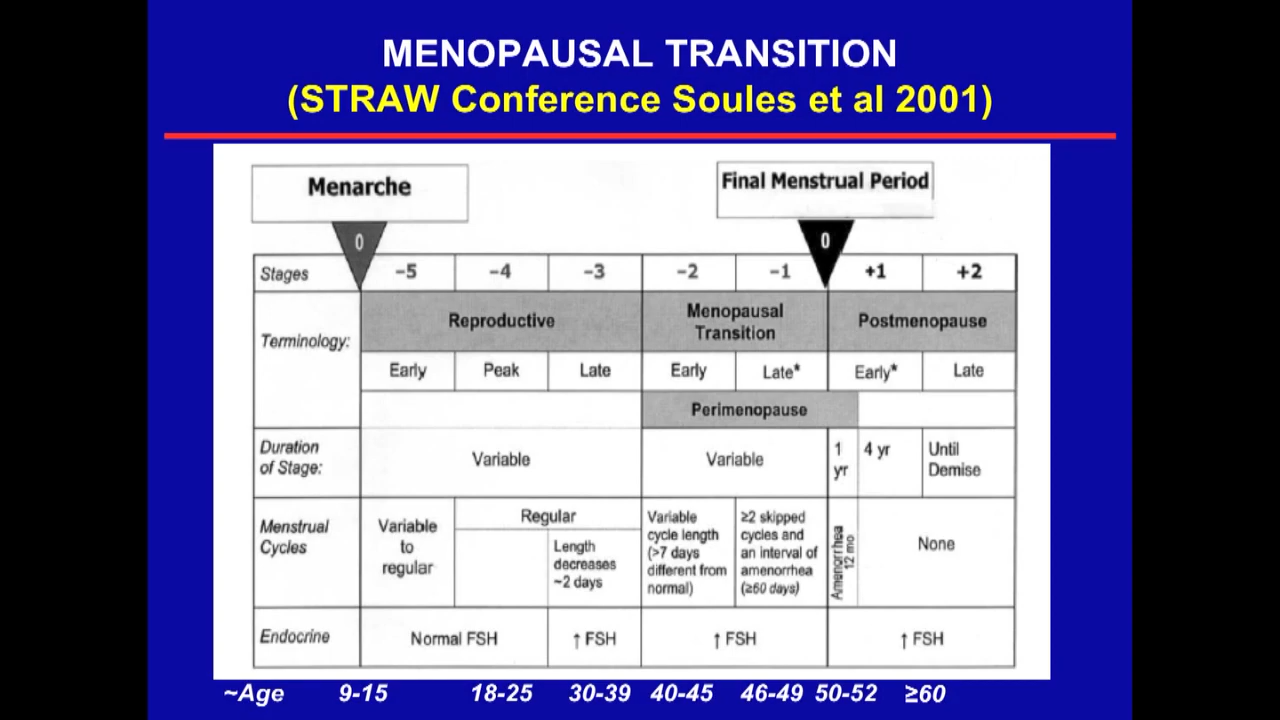 MENOPAUSAL TRANSITION
(STRAW Conference Soules et al 2001)
Menarche
Final Menstrual Period
0
0
Stages
–5
–4
–3
–2
–1
+1
+2
Terminology:
Reproductive
Menopausal
Transition
Postmenopause
Early
Peak
Late
Early
Late*
Early*
Late
Perimenopause
Duration
of Stage:
Variable
Variable
1
yr
4 yr
Until
Demise
Menstrual
Cycles
Variable
to
regular
Regular
Length
decreases
~2 days
Variable
cycle length
(>7 days
different from
normal)
≥2 skipped
cycles and
an interval of
amenorrhea
(≥60 days)
Amenorrhea
12 mo
None
Endocrine
Normal FSH
↑ FSH
↑ FSH
↑ FSH
~Age 9-15 18-25 30-39 40-45 46-49 50-52 ≥60